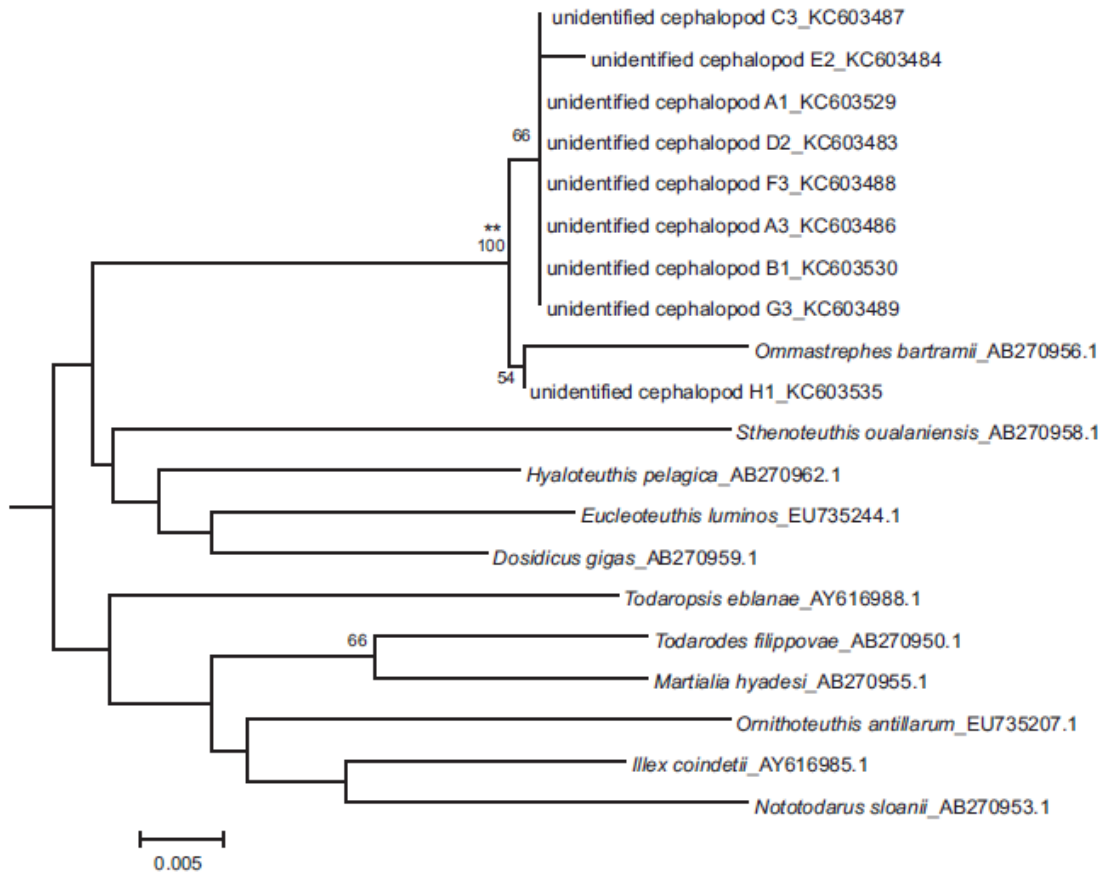 unidentified cephalopod C3_KC603487
unidentified cephalopod E2_KC603484
unidentified cephalopod A1_KC603529
66
unidentified cephalopod D2_KC603483
unidentified cephalopod F3_KC603488
unidentified cephalopod A3_KC603486
**
100
unidentified cephalopod B1_KC603530
unidentified cephalopod G3_KC603489
Ommastrephes bartramii_AB270956.1
54
unidentified cephalopod H1_KC603535
Sthenoteuthis oualaniensis_AB270958.1
Hyaloteuthis pelagica_AB270962.1
Eucleoteuthis luminos_EU735244.1
Dosidicus gigas_AB270959.1
Todaropsis eblanae_AY616988.1
66
Todarodes filippovae_AB270950.1
Martialia hyadesi_AB270955.1
Ornithoteuthis antillarum_EU735207.1
Illex coindetii_AY616985.1
Nototodarus sloanii_AB270953.1
0.005